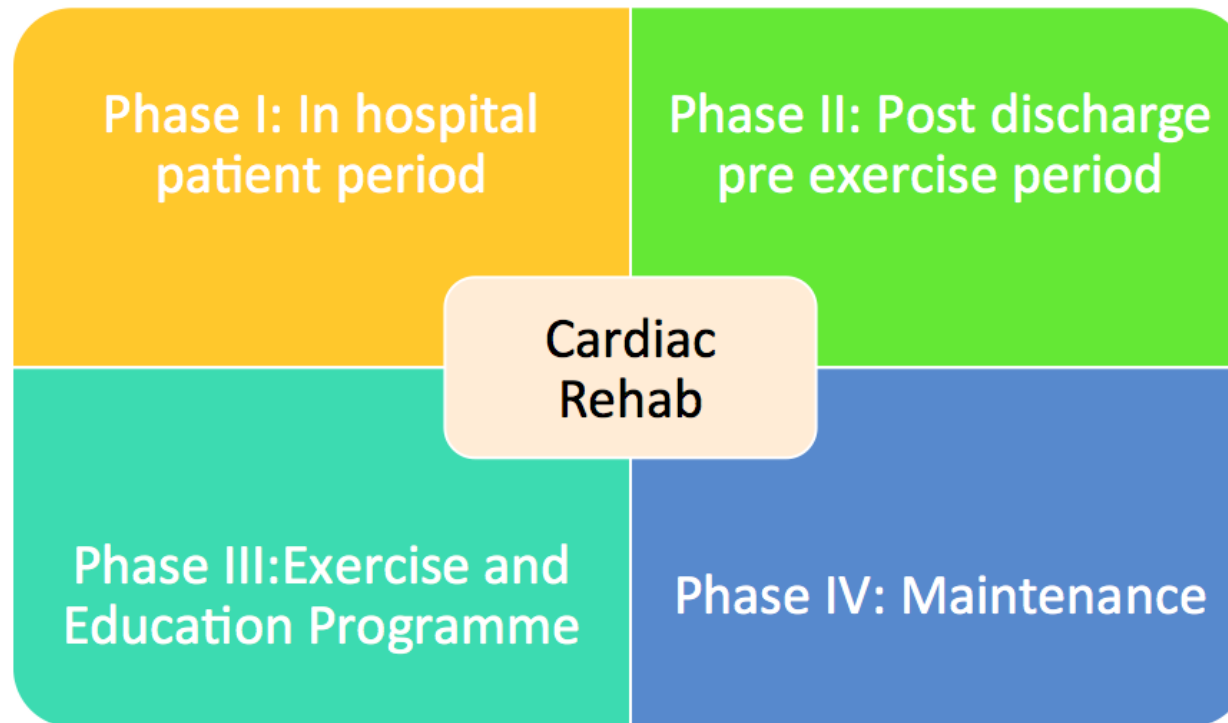 Phase I: In hospital
patient period
Phase II: Post discharge
pre exercise period
Cardiac
Rehab
Phase III:Exercise and
Education Programme
Phase IV: Maintenance